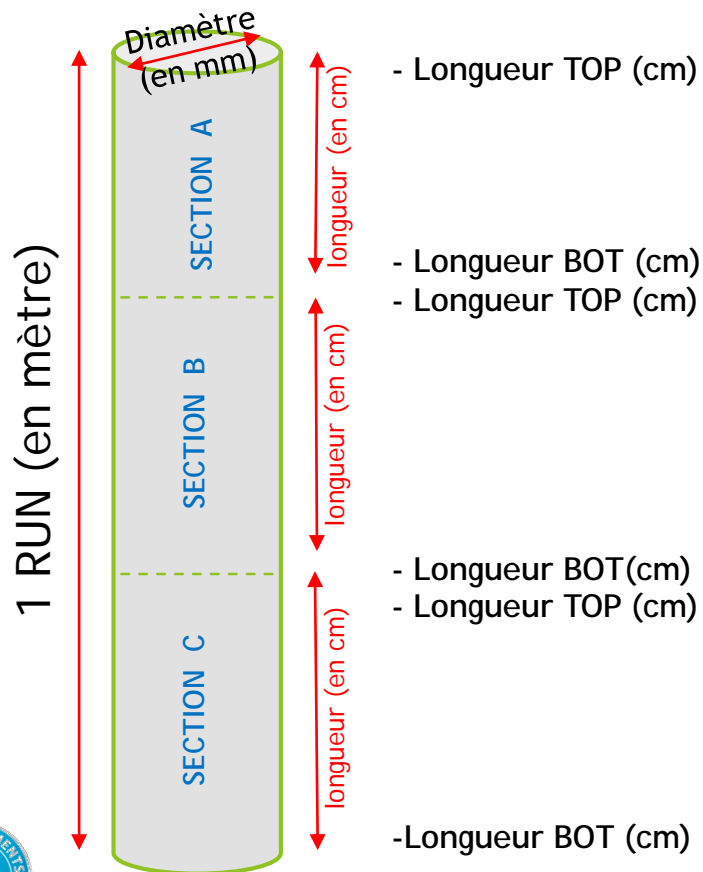 Diamètre
(en mm)
- Longueur TOP (cm)
longueur (en cm)
SECTION A
- Longueur BOT (cm)
- Longueur TOP (cm)
1 RUN (en mètre)
longueur (en cm)
SECTION B
- Longueur BOT(cm)
- Longueur TOP (cm)
longueur (en cm)
SECTION C
-Longueur BOT (cm)